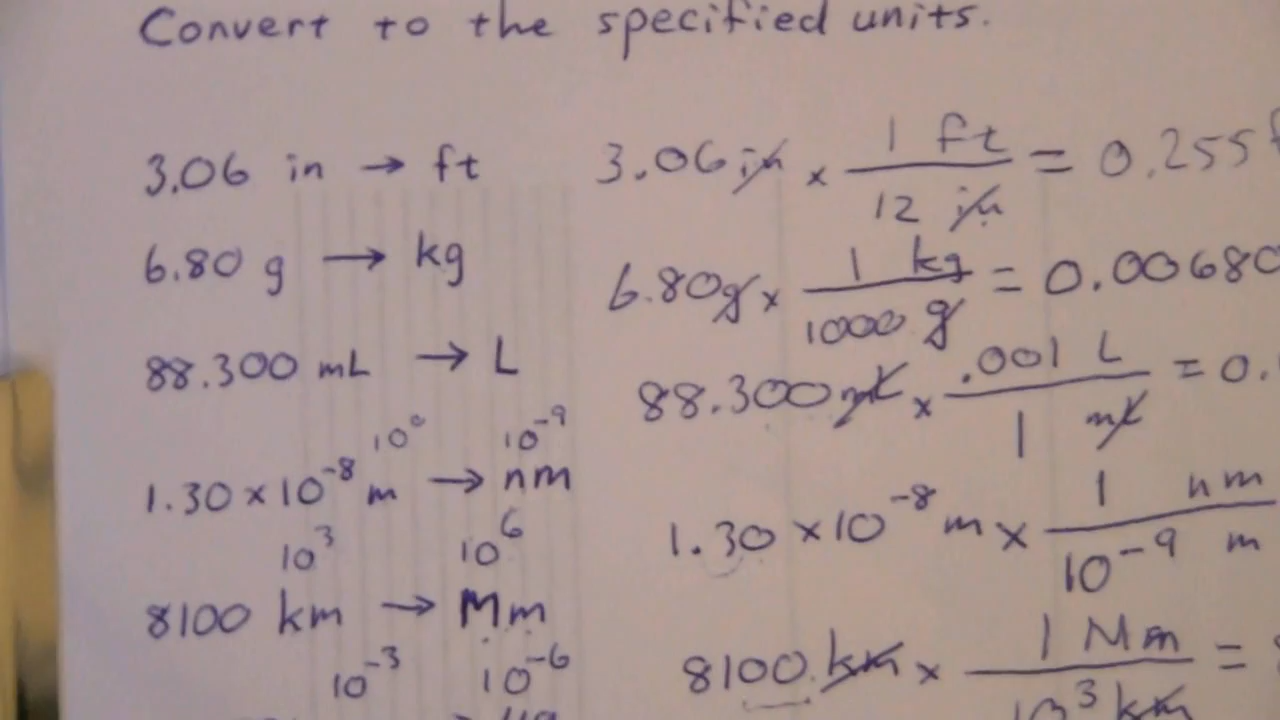 Convert to the specified units.
3.06 in → ft 3.06 in × 1 ft / 12 in = 0.255
6.80 g → kg 6.80 g × 1 kg / 1000 g = 0.00680
88.300 mL → L 88.300 mL × .001 L / 1 mL = 0.
10⁰ 10⁻⁹
1.30 × 10⁻⁸ m → nm 1.30 × 10⁻⁸ m × 1 nm / 10⁻⁹ m
10³ 10⁶
8100 km → Mm 8100. km × 1 Mm / 10³ km =
10⁻³ 10⁻⁶